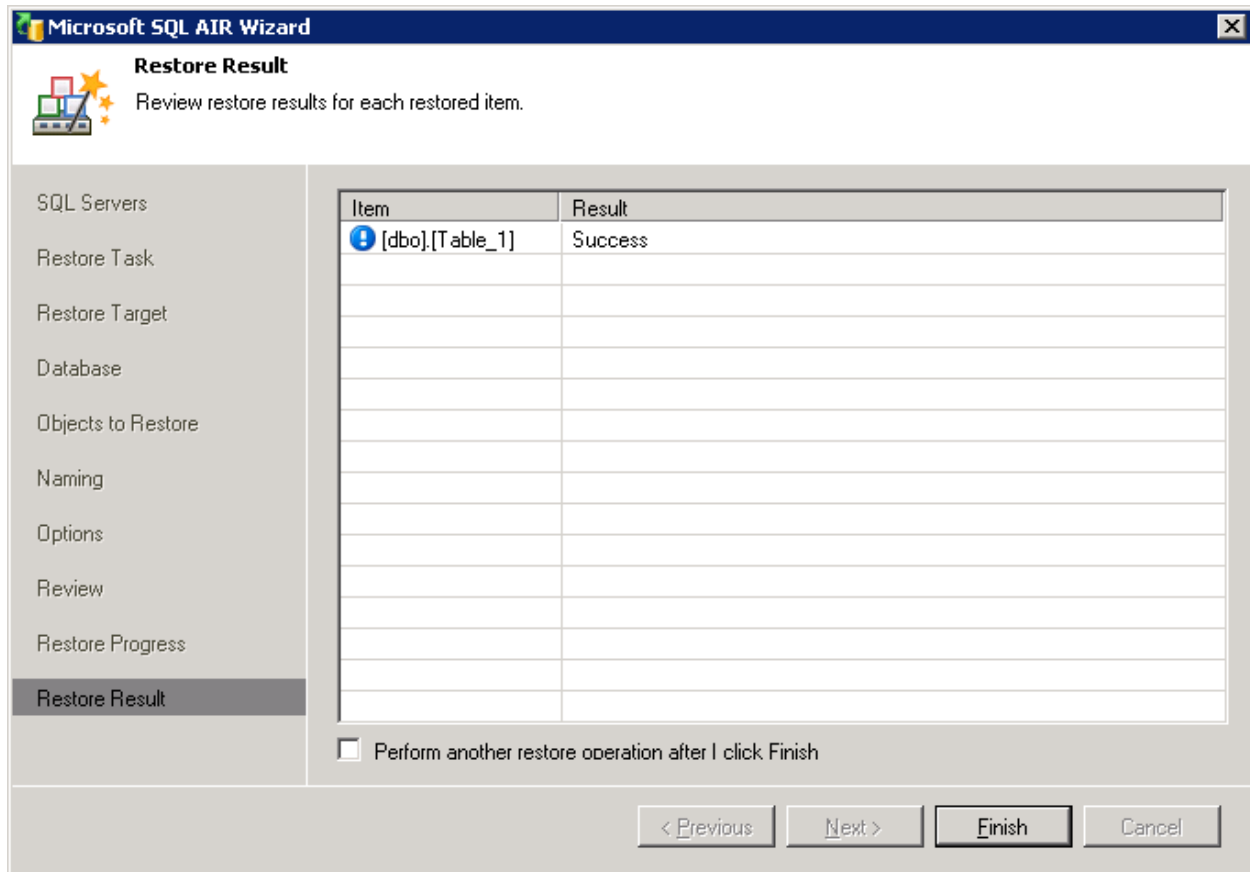 Microsoft SQL AIR Wizard
Restore Result
Review restore results for each restored item.
SQL Servers
Restore Task
Restore Target
Database
Objects to Restore
Naming
Options
Review
Restore Progress
Restore Result
Item Result
[dbo].[Table_1] Success
Perform another restore operation after I click Finish
< Previous Next > Finish Cancel